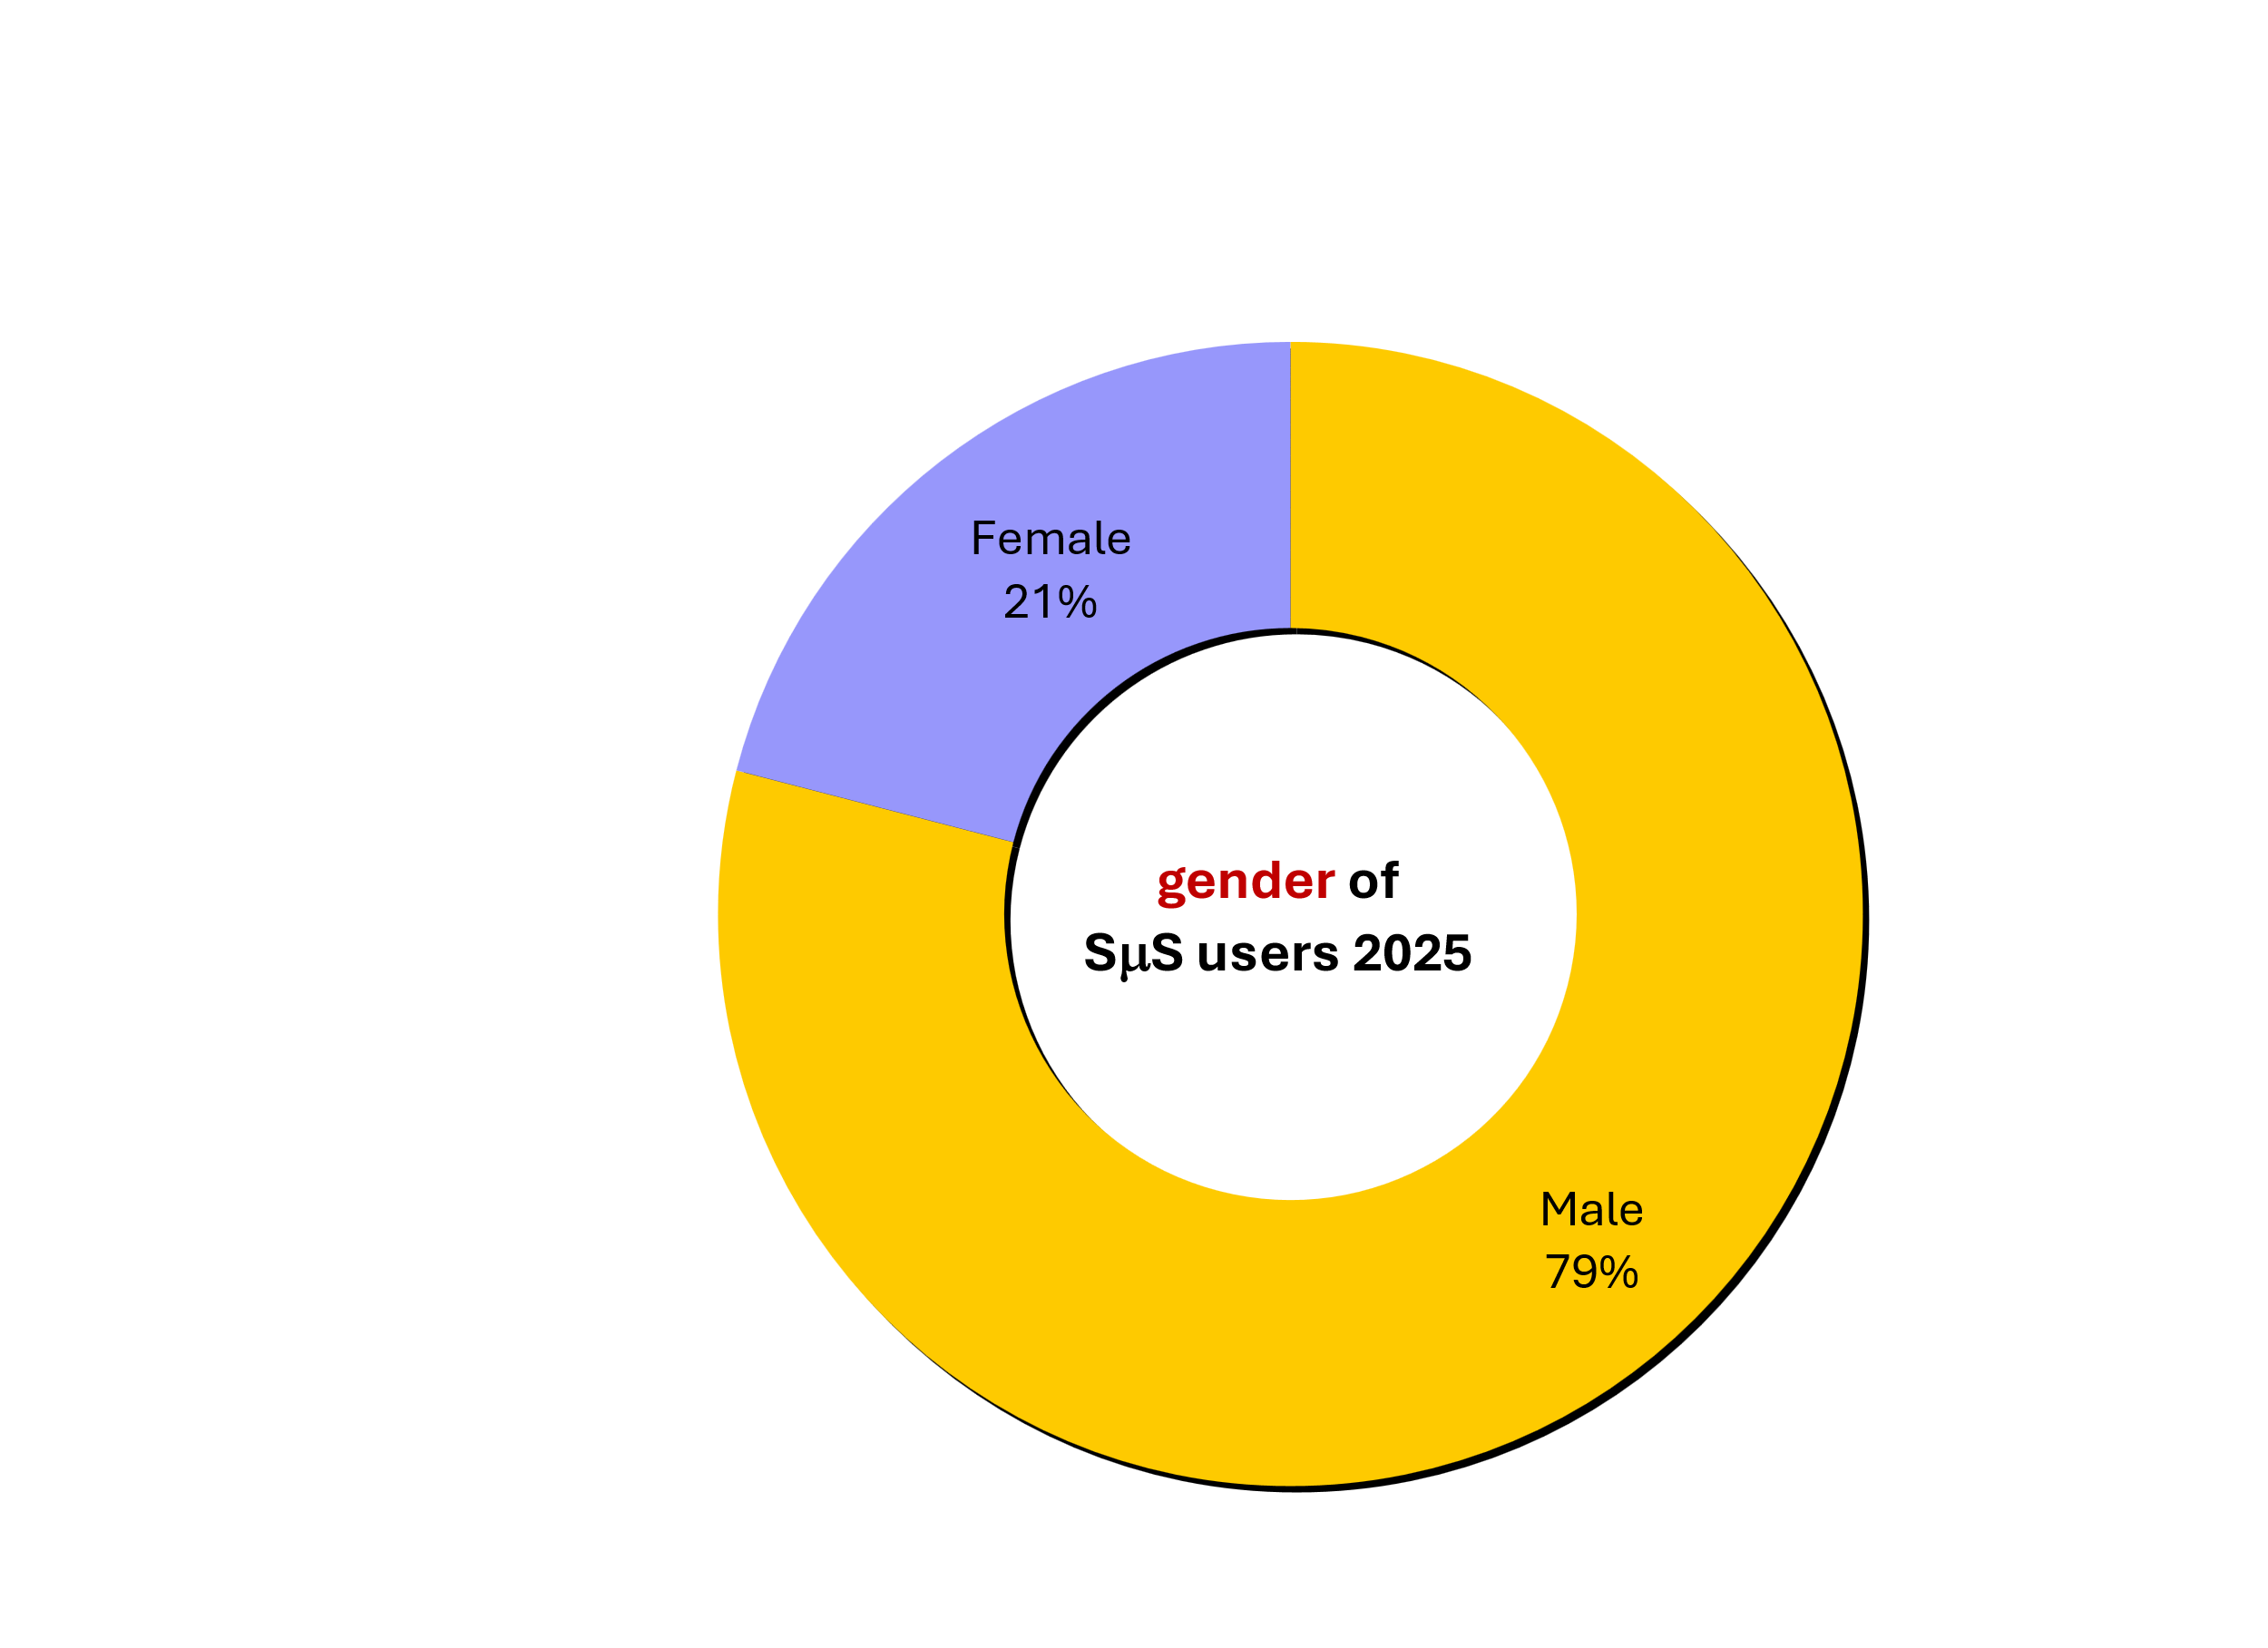 Female
21%
gender of
SμS users 2025
Male
79%